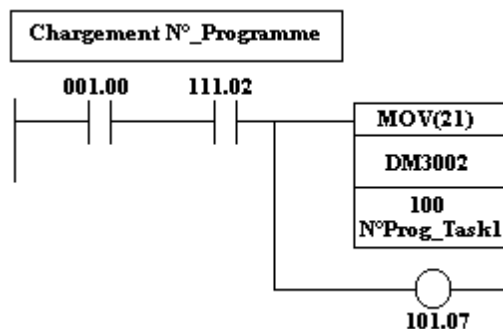 Chargement N°_Programme
001.00 111.02
MOV(21)
DM3002
100
N°Prog_Task1
101.07